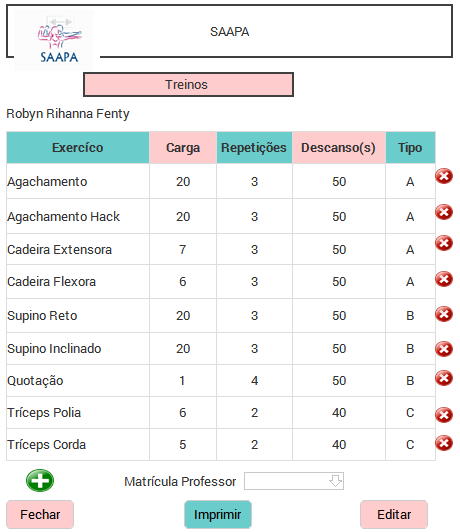 SAAPA
SAAPA
Treinos
Robyn Rihanna Fenty
Exercíco Carga Repetições Descanso(s) Tipo
Agachamento 20 3 50 A
Agachamento Hack 20 3 50 A
Cadeira Extensora 7 3 50 A
Cadeira Flexora 6 3 50 A
Supino Reto 20 3 50 B
Supino Inclinado 20 3 50 B
Quotação 1 4 50 B
Tríceps Polia 6 2 40 C
Tríceps Corda 5 2 40 C
Matrícula Professor
Fechar Imprimir Editar